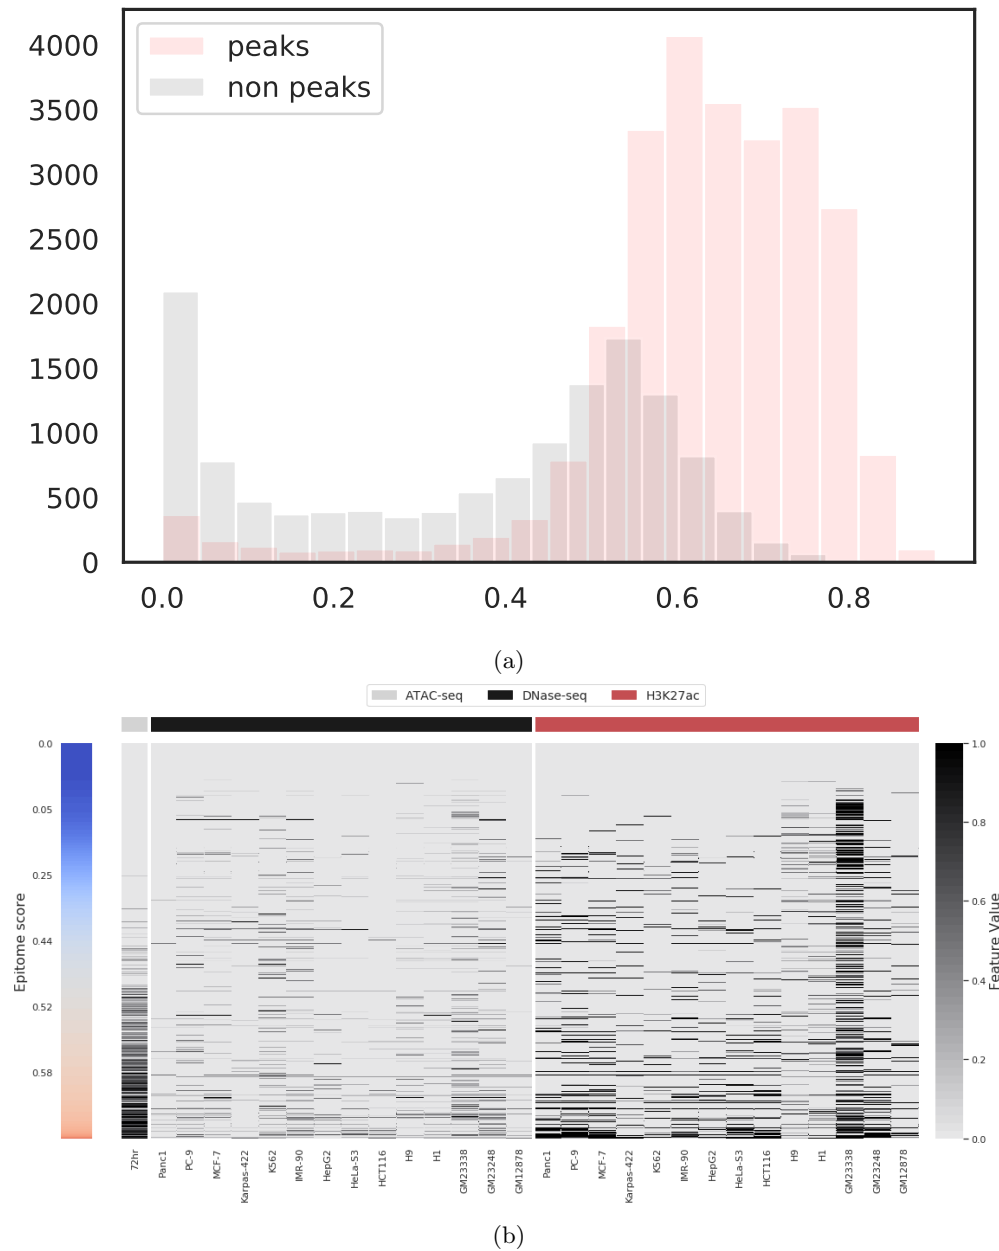 peaks
non peaks
4000
3500
3000
2500
2000
1500
1000
500
0
0.0 0.2 0.4 0.6 0.8
(a)
ATAC-seq DNase-seq H3K27ac
Epitome score
0.0
0.05
0.25
0.44
0.52
0.58
1.0
0.8
0.6
0.4
0.2
0.0
Feature Value
72hr
Panc1
PC-9
MCF-7
Karpas-422
K562
IMR-90
HepG2
HeLa-S3
HCT116
H9
H1
GM23338
GM23248
GM12878
Panc1
PC-9
MCF-7
Karpas-422
K562
IMR-90
HepG2
HeLa-S3
HCT116
H9
H1
GM23338
GM23248
GM12878
(b)